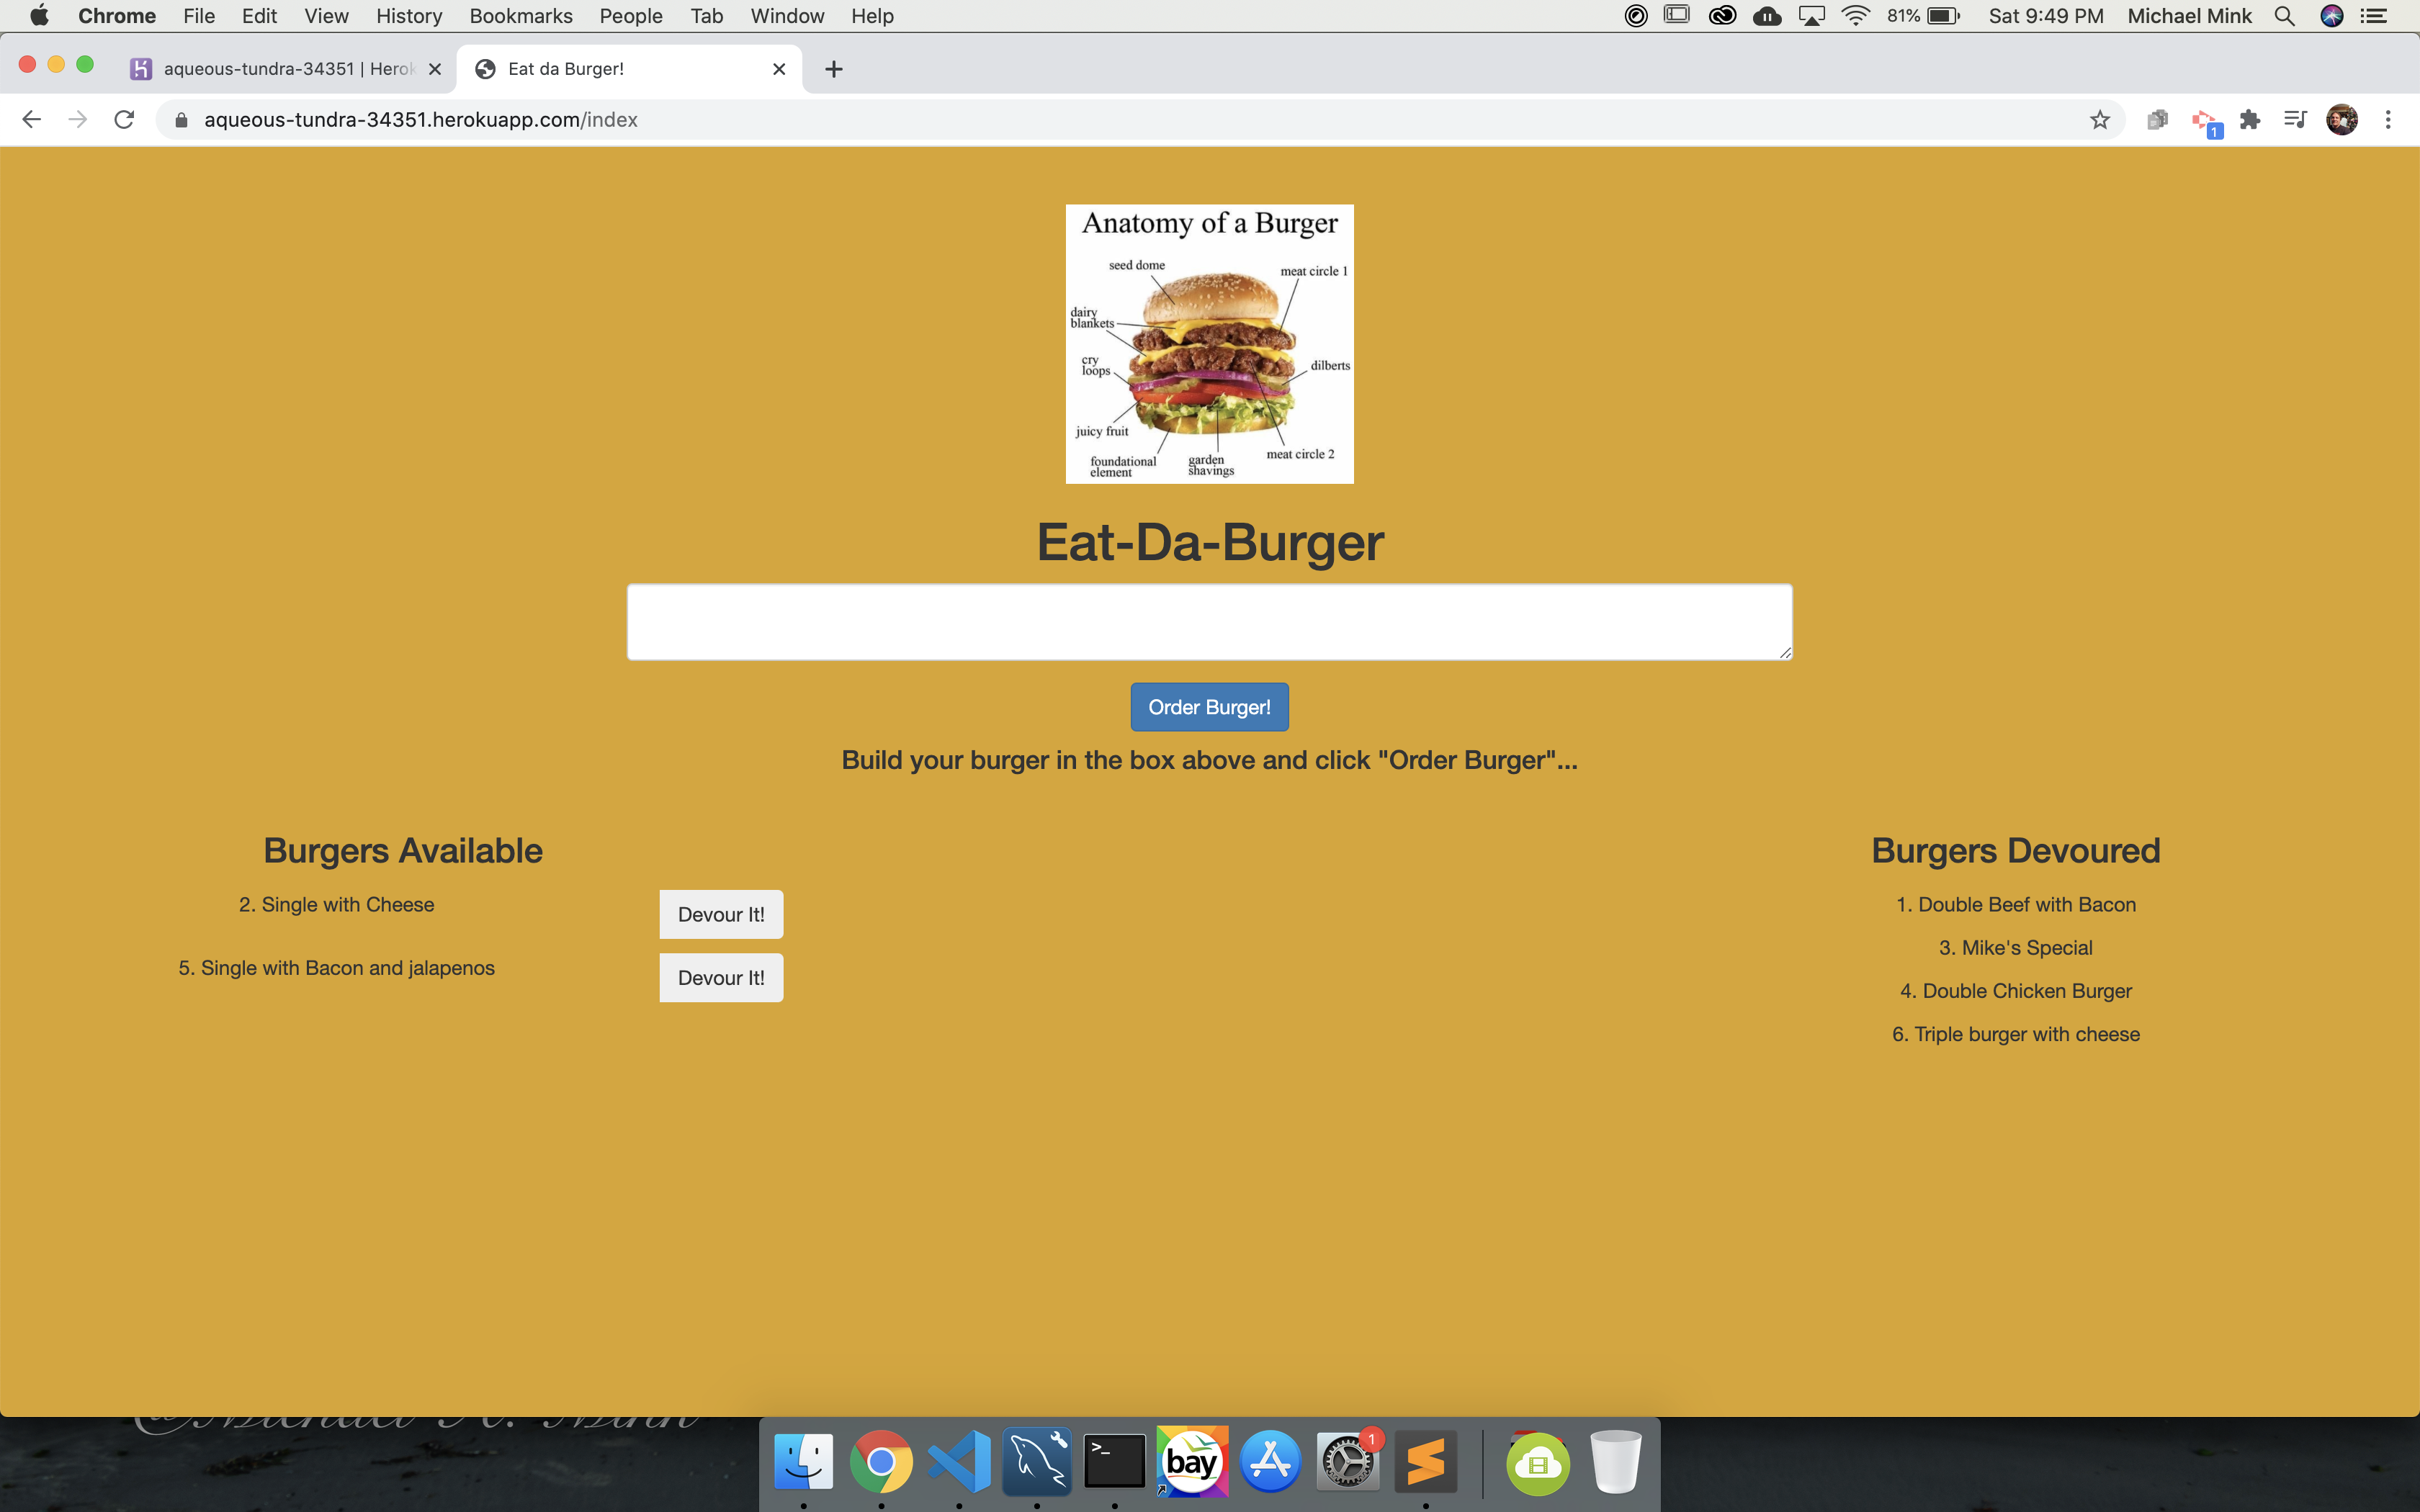 Chrome File Edit View History Bookmarks People Tab Window Help 81% Sat 9:49 PM Michael Mink
aqueous-tundra-34351 | Herok Eat da Burger!
aqueous-tundra-34351.herokuapp.com/index
1
Anatomy of a Burger
seed dome
meat circle 1
dairy
blankets
cry
loops
dilberts
juicy fruit
meat circle 2
foundational
element
garden
shavings
Eat-Da-Burger
Order Burger!
Build your burger in the box above and click "Order Burger"...
Burgers Available
2. Single with Cheese Devour It!
5. Single with Bacon and jalapenos Devour It!
Burgers Devoured
1. Double Beef with Bacon
3. Mike's Special
4. Double Chicken Burger
6. Triple burger with cheese
bay
1